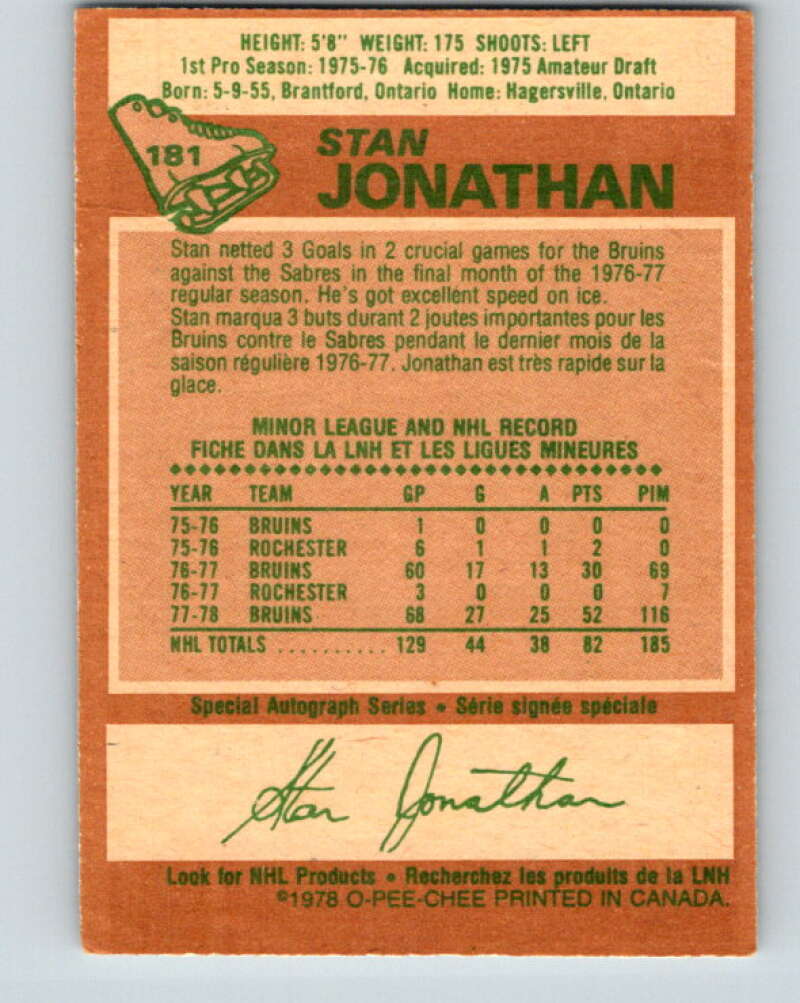 HEIGHT: 5'8" WEIGHT: 175 SHOOTS: LEFT
1st Pro Season: 1975-76 Acquired: 1975 Amateur Draft
Born: 5-9-55, Brantford, Ontario Home: Hagersville, Ontario
181
STAN
JONATHAN
Stan netted 3 Goals in 2 crucial games for the Bruins
against the Sabres in the final month of the 1976-77
regular season. He's got excellent speed on ice.
Stan marqua 3 buts durant 2 joutes importantes pour les
Bruins contre le Sabres pendant le dernier mois de la
saison régulière 1976-77. Jonathan est très rapide sur la
glace.
MINOR LEAGUE AND NHL RECORD
FICHE DANS LA LNH ET LES LIGUES MINEURES
YEAR TEAM GP G A PTS PIM
75-76 BRUINS 1 0 0 0 0
75-76 ROCHESTER 6 1 1 2 0
76-77 BRUINS 60 17 13 30 69
76-77 ROCHESTER 3 0 0 0 7
77-78 BRUINS 68 27 25 52 116
NHL TOTALS .......... 129 44 38 82 185
Special Autograph Series • Série signée spéciale
Stan Jonathan
Look for NHL Products • Recherchez les produits de la LNH
©1978 O-PEE-CHEE PRINTED IN CANADA.